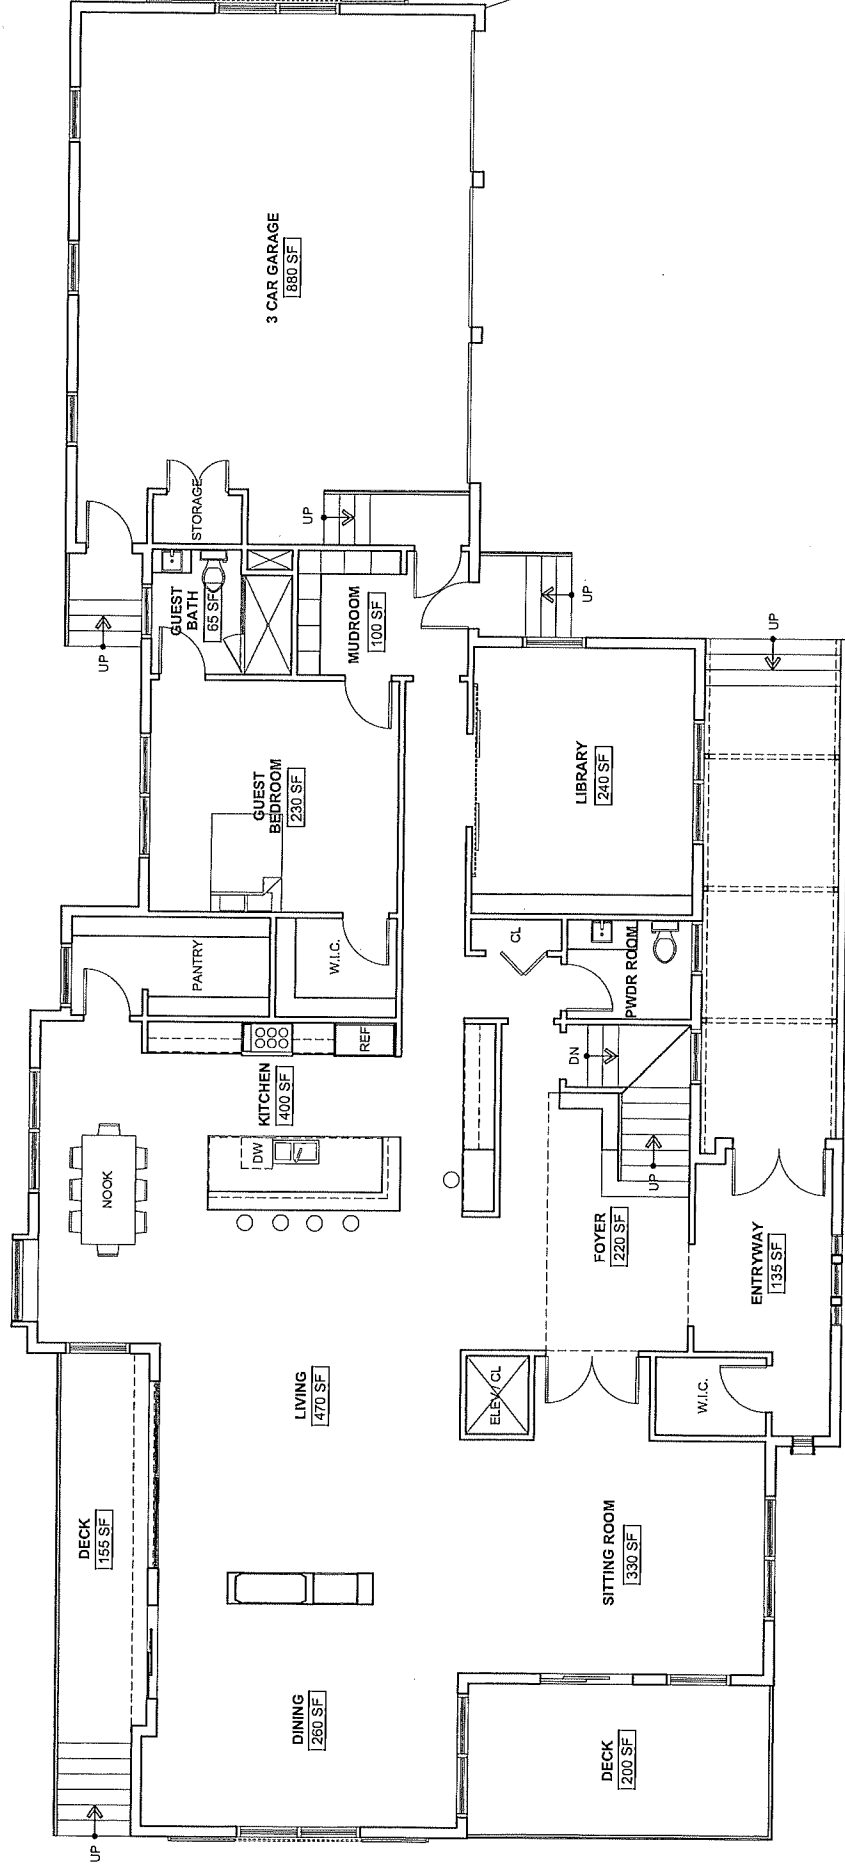 3 CAR GARAGE
880 SF
STORAGE
UP
UP
GUEST
BATH
65 SF
MUDROOM
100 SF
UP
UP
GUEST
BEDROOM
230 SF
LIBRARY
240 SF
PANTRY
W.I.C.
CL
PWDR ROOM
REF
KITCHEN
400 SF
DW
DN
UP
NOOK
FOYER
220 SF
ENTRYWAY
135 SF
LIVING
470 SF
ELEV / CL
W.I.C.
DECK
155 SF
SITTING ROOM
330 SF
DINING
260 SF
DECK
200 SF
UP